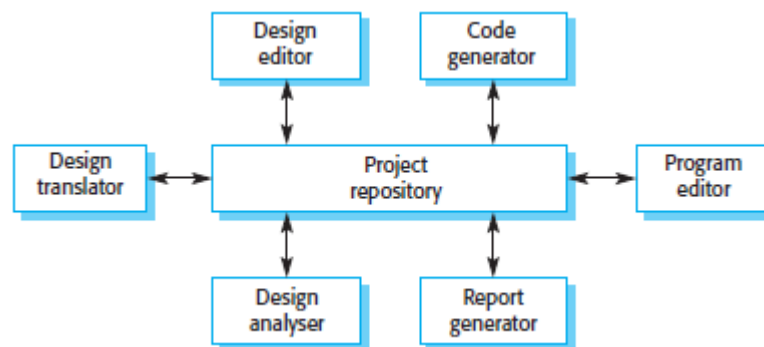 Design
editor
Code
generator
Design
translator
Project
repository
Program
editor
Design
analyser
Report
generator